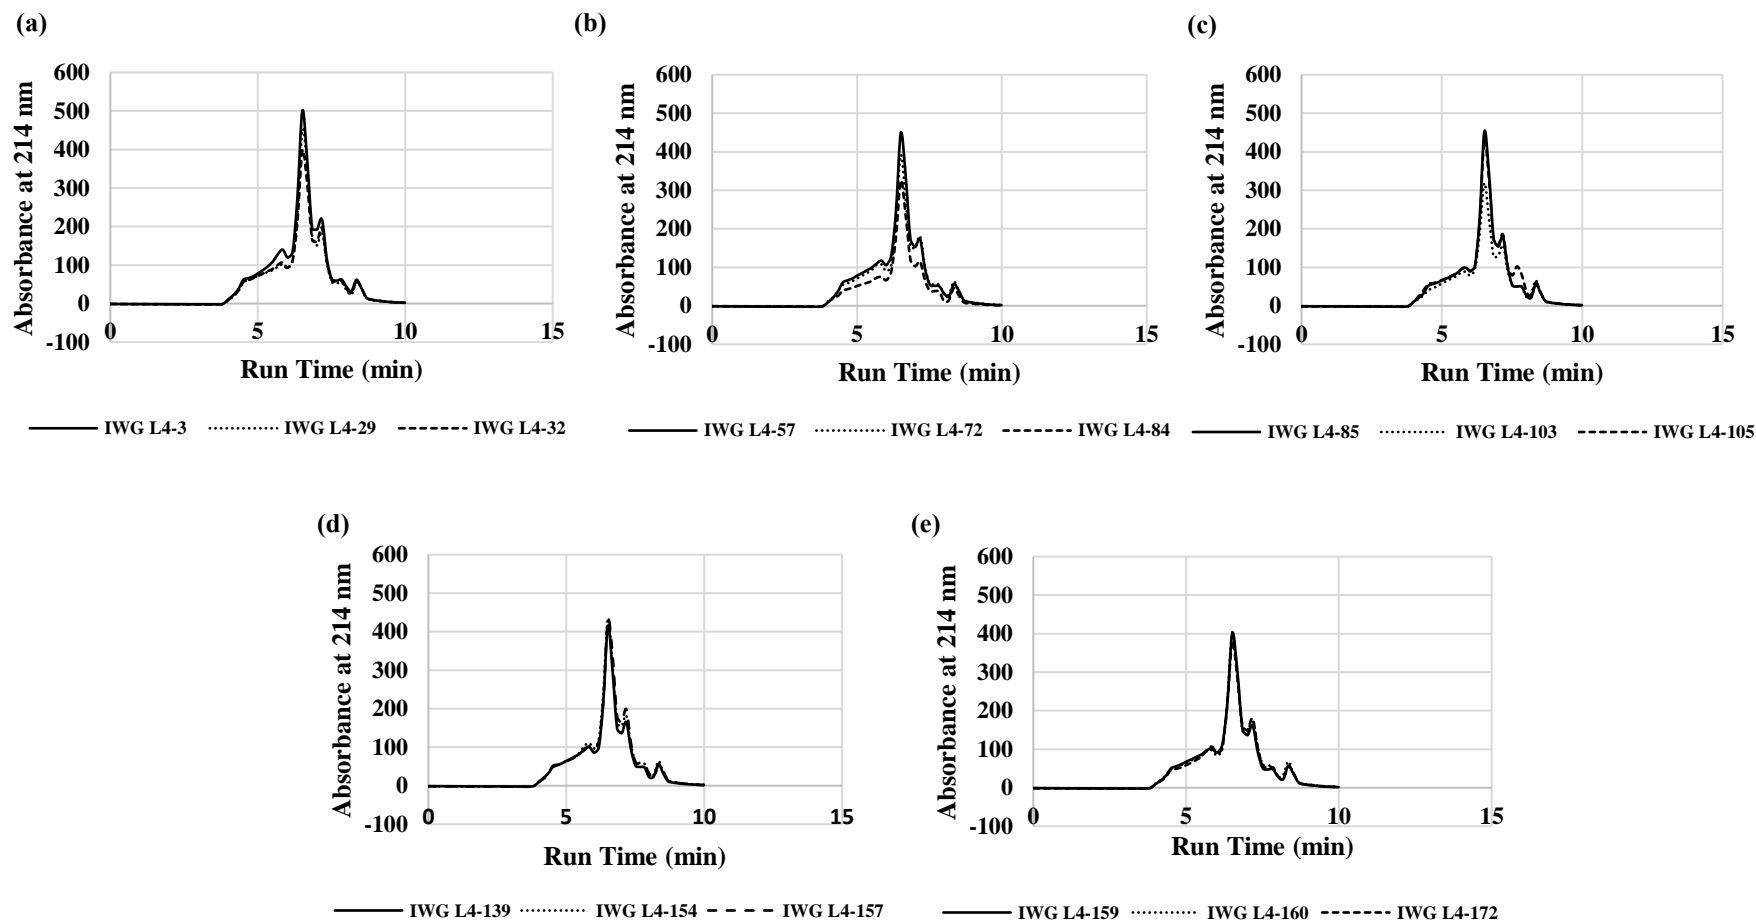 (a)
600
500
400
300
200
100
0
-100
0 5 10 15
Absorbance at 214 nm
Run Time (min)
IWG L4-3 IWG L4-29 IWG L4-32
(b)
600
500
400
300
200
100
0
-100
0 5 10 15
Absorbance at 214 nm
Run Time (min)
IWG L4-57 IWG L4-72 IWG L4-84
(c)
600
500
400
300
200
100
0
-100
0 5 10 15
Absorbance at 214 nm
Run Time (min)
IWG L4-85 IWG L4-103 IWG L4-105
(d)
600
500
400
300
200
100
0
-100
0 5 10 15
Absorbance at 214 nm
Run Time (min)
IWG L4-139 IWG L4-154 IWG L4-157
(e)
600
500
400
300
200
100
0
-100
0 5 10 15
Absorbance at 214 nm
Run Time (min)
IWG L4-159 IWG L4-160 IWG L4-172